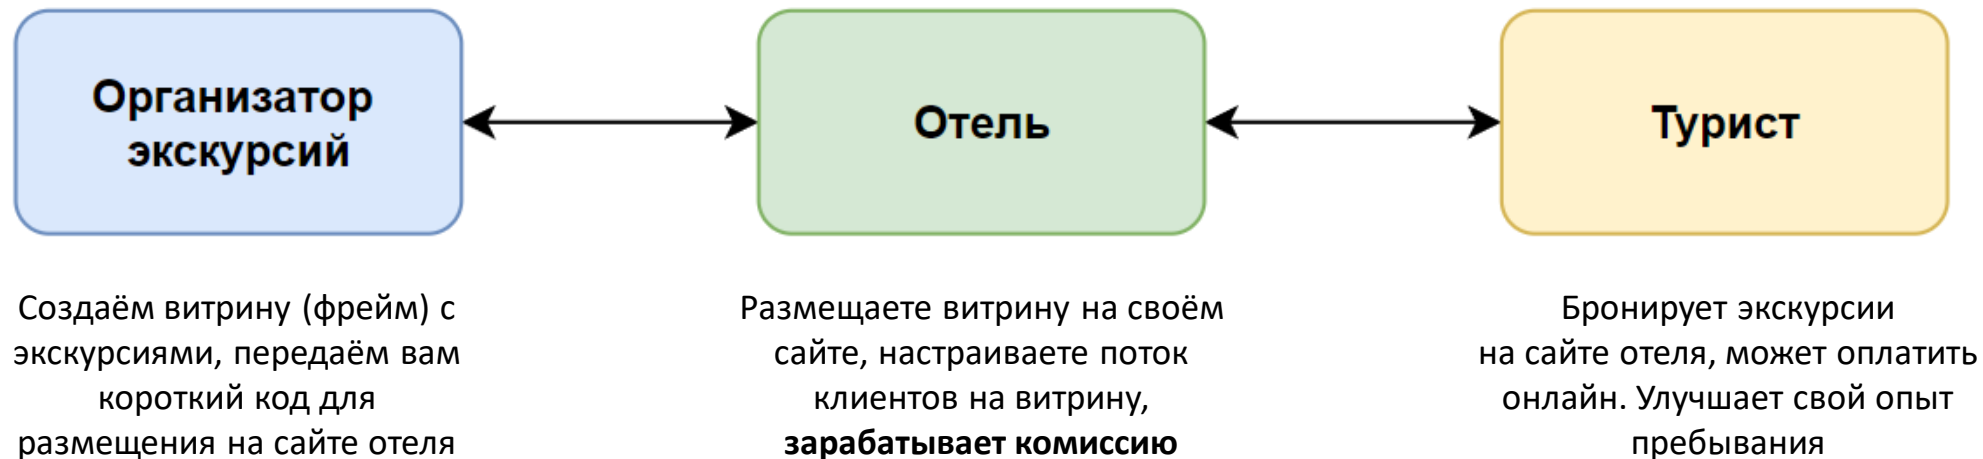 Организатор
экскурсий
Отель
Турист
Создаём витрину (фрейм) с
экскурсиями, передаём вам
короткий код для
размещения на сайте отеля
Размещаете витрину на своём
сайте, настраиваете поток
клиентов на витрину,
зарабатывает комиссию
Бронирует экскурсии
на сайте отеля, может оплатить
онлайн. Улучшает свой опыт
пребывания